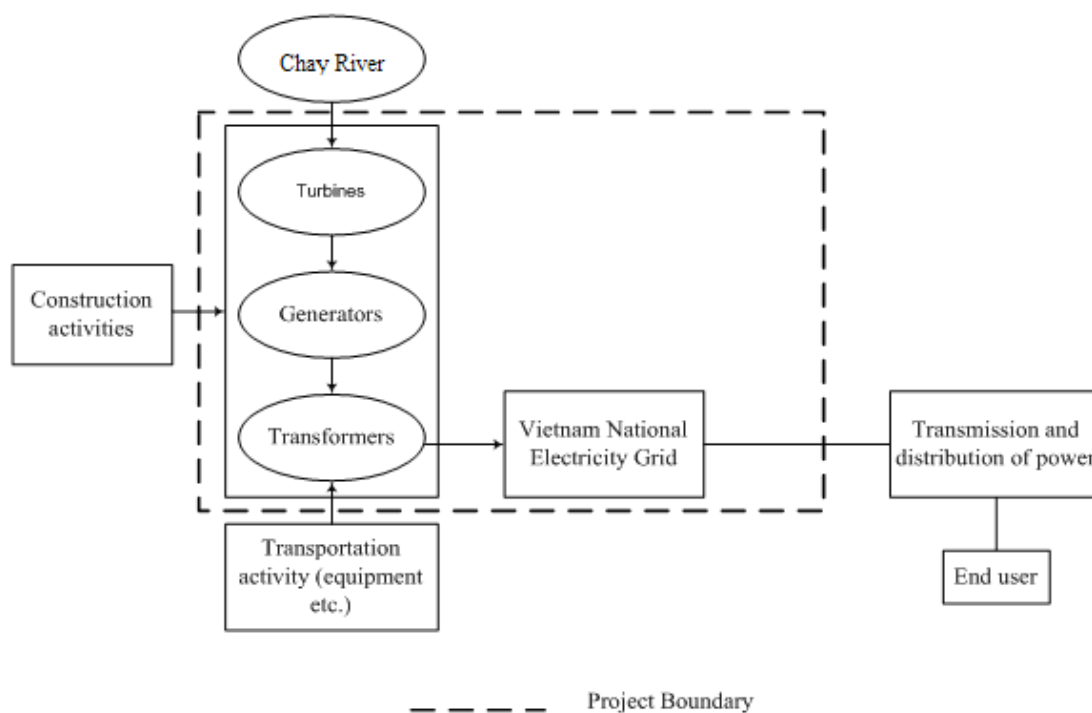 Chay River
Turbines
Construction
activities
Generators
Transformers
Vietnam National
Electricity Grid
Transmission and
distribution of power
Transportation
activity (equipment
etc.)
End user
Project Boundary